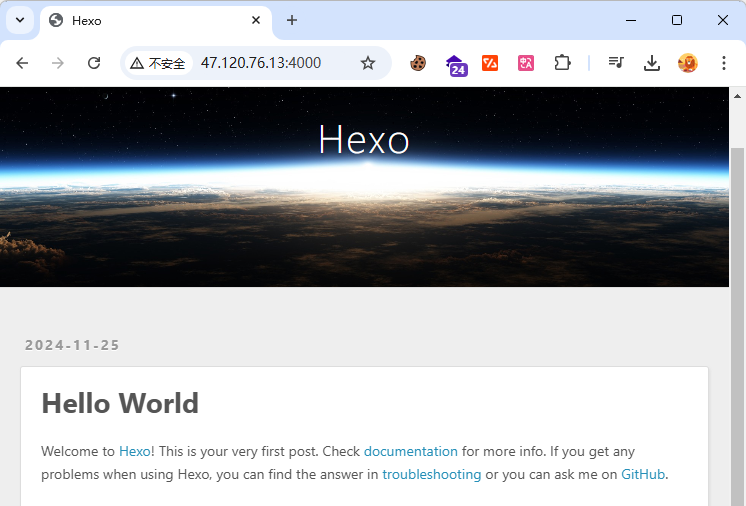 Hexo
不安全
47.120.76.13:4000
24
Hexo
2024-11-25
Hello World
Welcome to Hexo! This is your very first post. Check documentation for more info. If you get any
problems when using Hexo, you can find the answer in troubleshooting or you can ask me on GitHub.